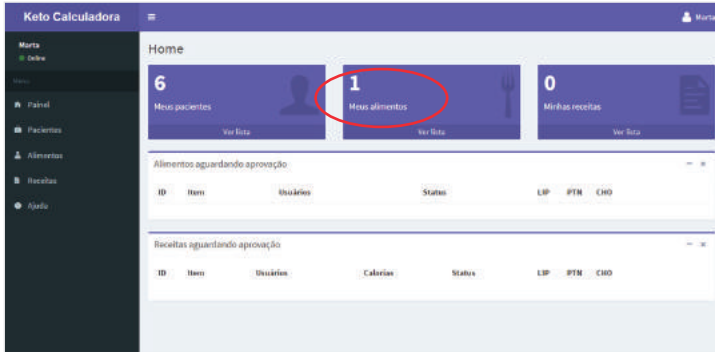 Keto Calculadora
Marta
Marta
Online
Menu
Painel
Pacientes
Alimentos
Receitas
Ajuda
Home
6
Meus pacientes
Ver lista
1
Meus alimentos
Ver lista
0
Minhas receitas
Ver lista
Alimentos aguardando aprovação
ID Item Usuários Status LIP PTN CHO
Receitas aguardando aprovação
ID Item Usuários Calorias Status LIP PTN CHO